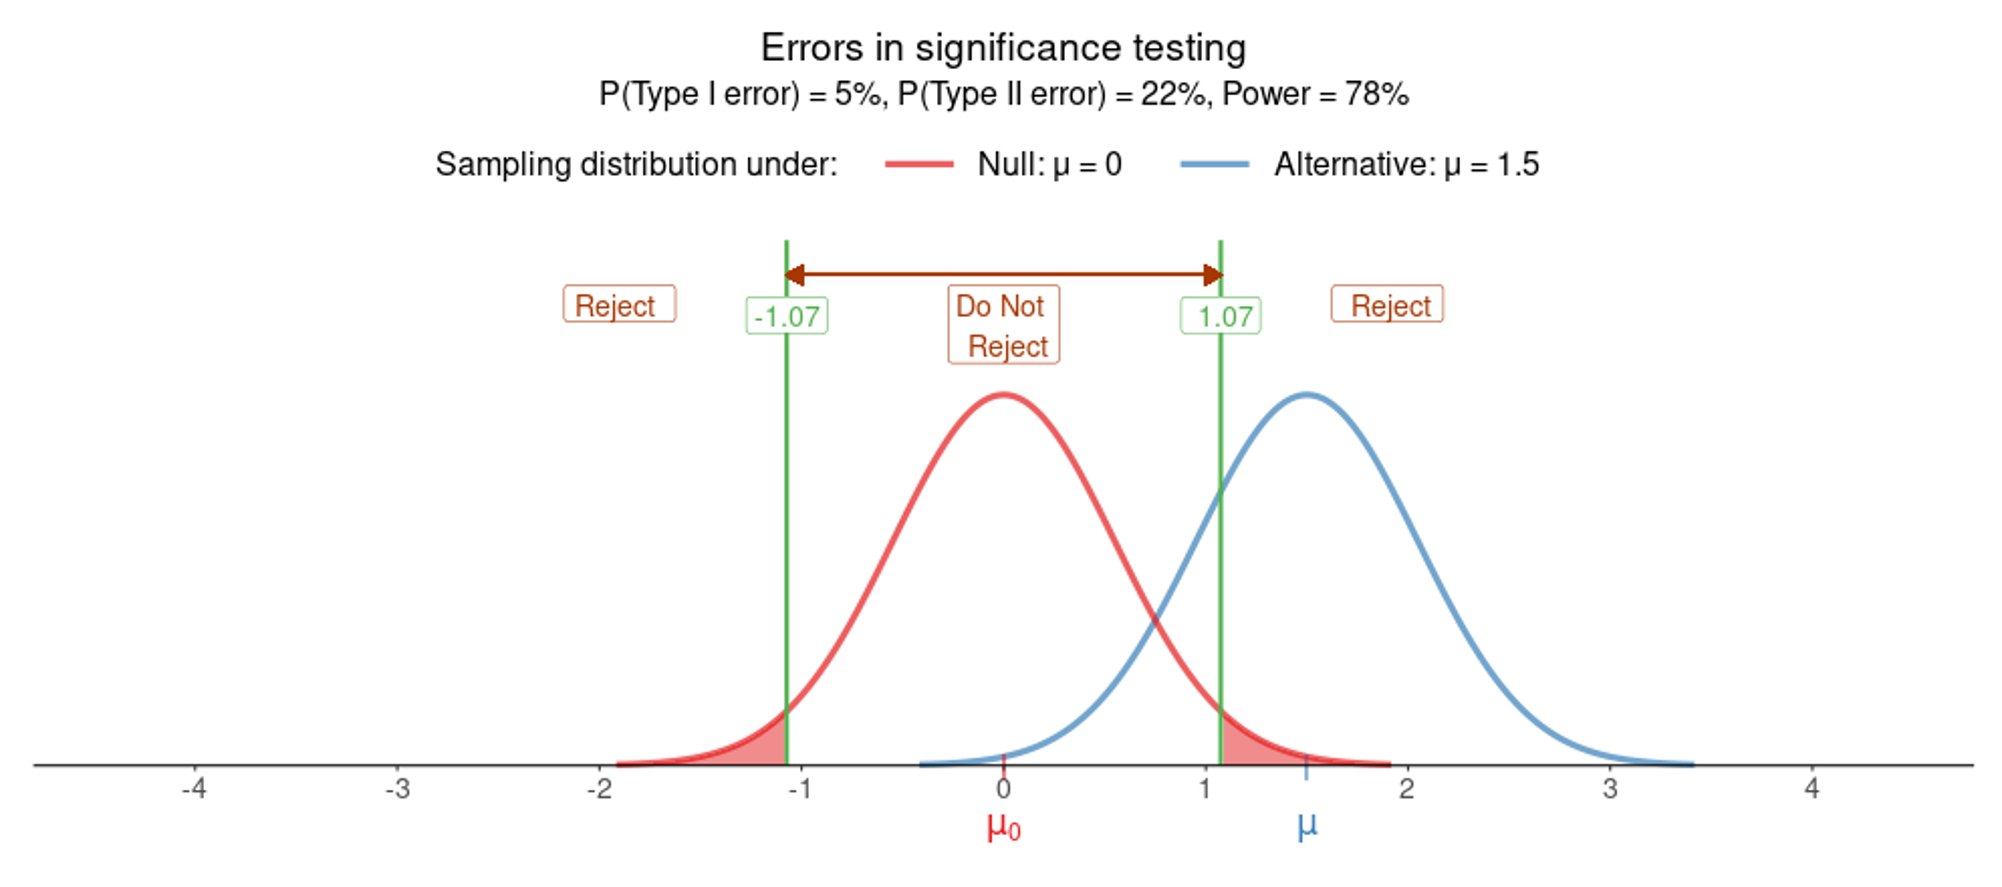 Errors in significance testing
P(Type I error) = 5%, P(Type II error) = 22%, Power = 78%
Sampling distribution under: Null: μ = 0 Alternative: μ = 1.5
Reject
-1.07
Do Not
Reject
1.07
Reject
-4 -3 -2 -1 0 1 2 3 4
μ₀ μ